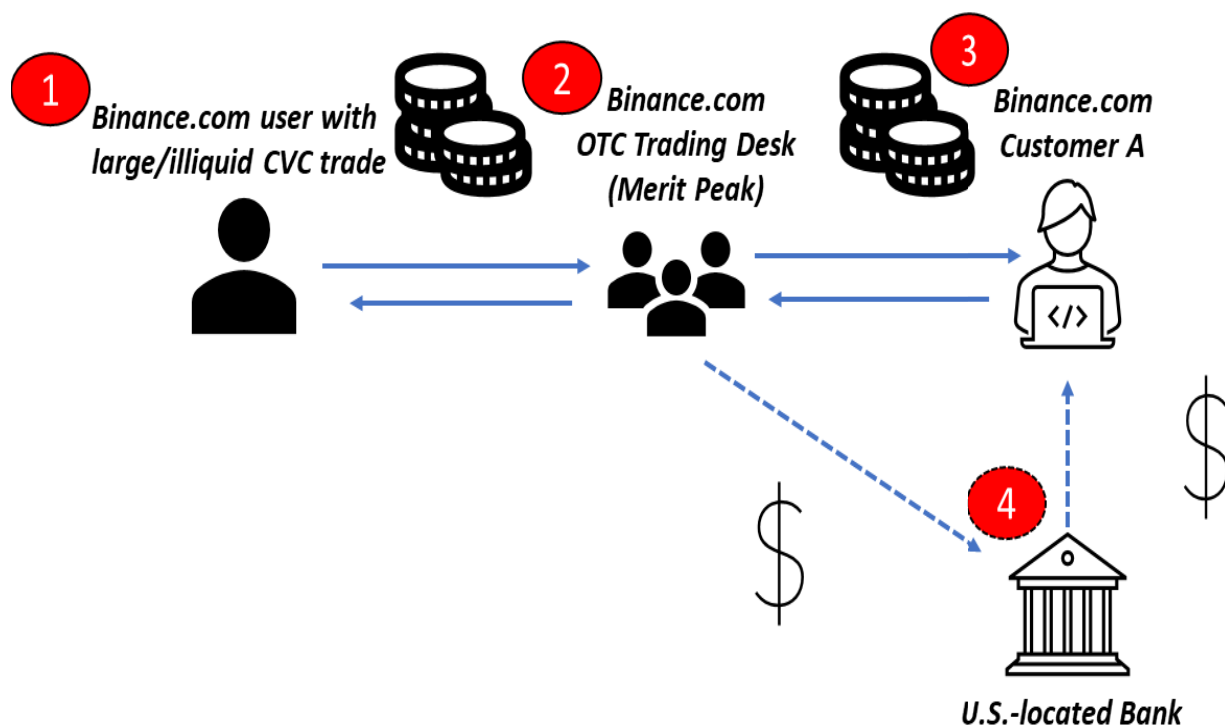 1
Binance.com user with
large/illiquid CVC trade
2
Binance.com
OTC Trading Desk
(Merit Peak)
3
Binance.com
Customer A
</>
$
$
4
U.S.-located Bank